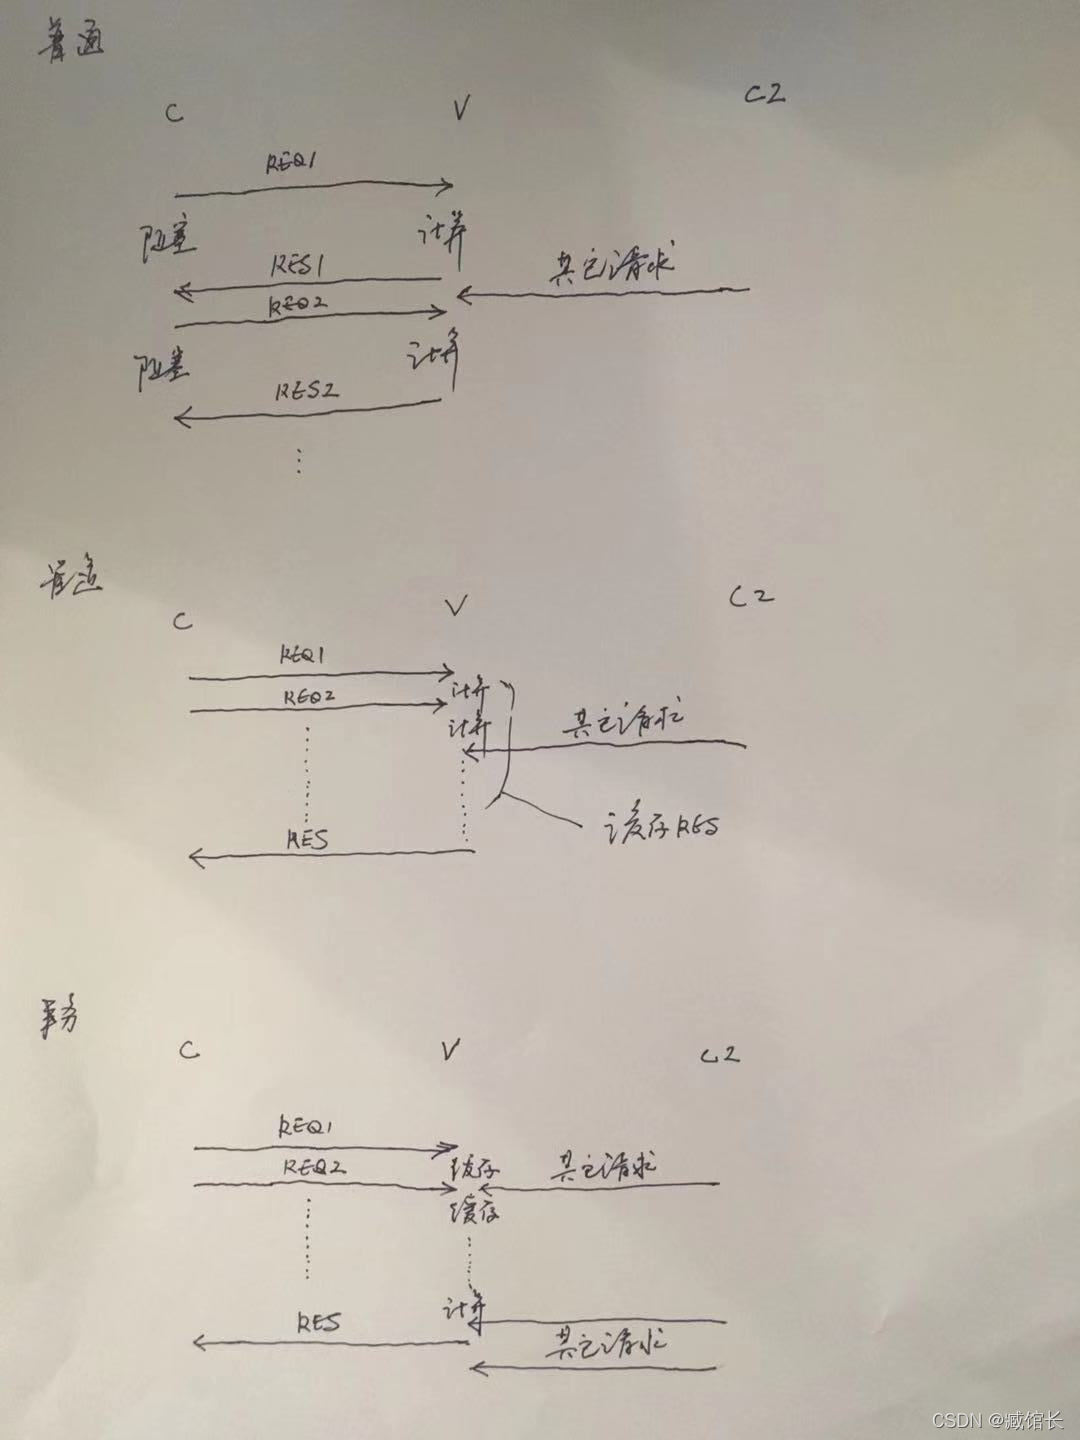 普通
C V C2
REQ1
阻塞 计算
RES1 其它请求
REQ2
阻塞 计算
RES2
管道
C V C2
REQ1
计算
REQ2
计算 其它请求
缓存RES
RES
事务
C V C2
REQ1
REQ2 缓存 其它请求
缓存
计算
RES
其它请求
CSDN @臧馆长